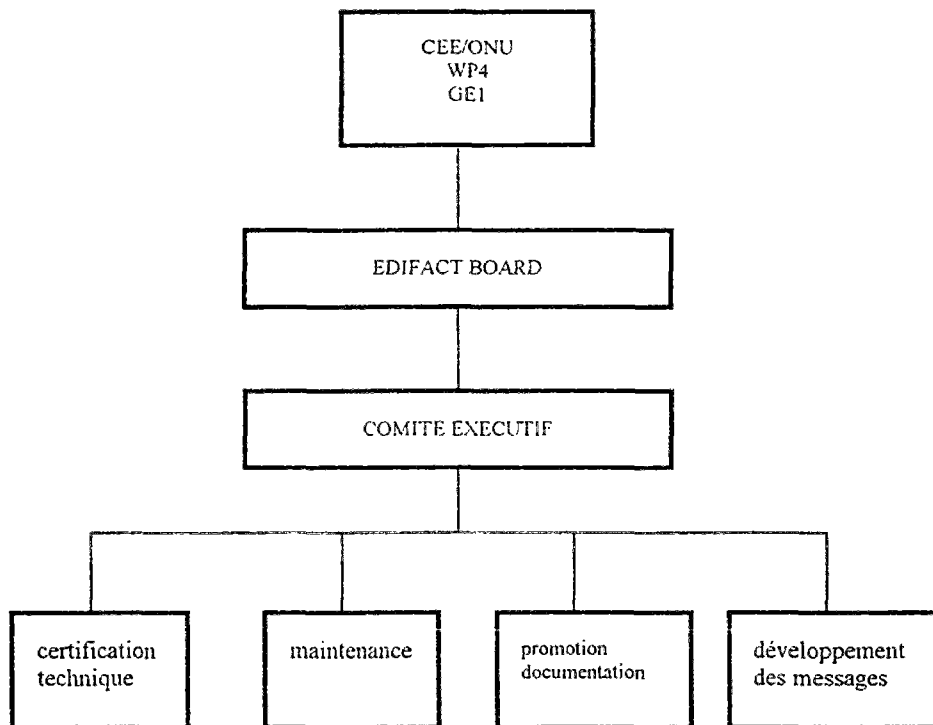 CEE/ONU
WP4
GE1
EDIFACT BOARD
COMITE EXECUTIF
certification
technique
maintenance
promotion
documentation
développement
des messages